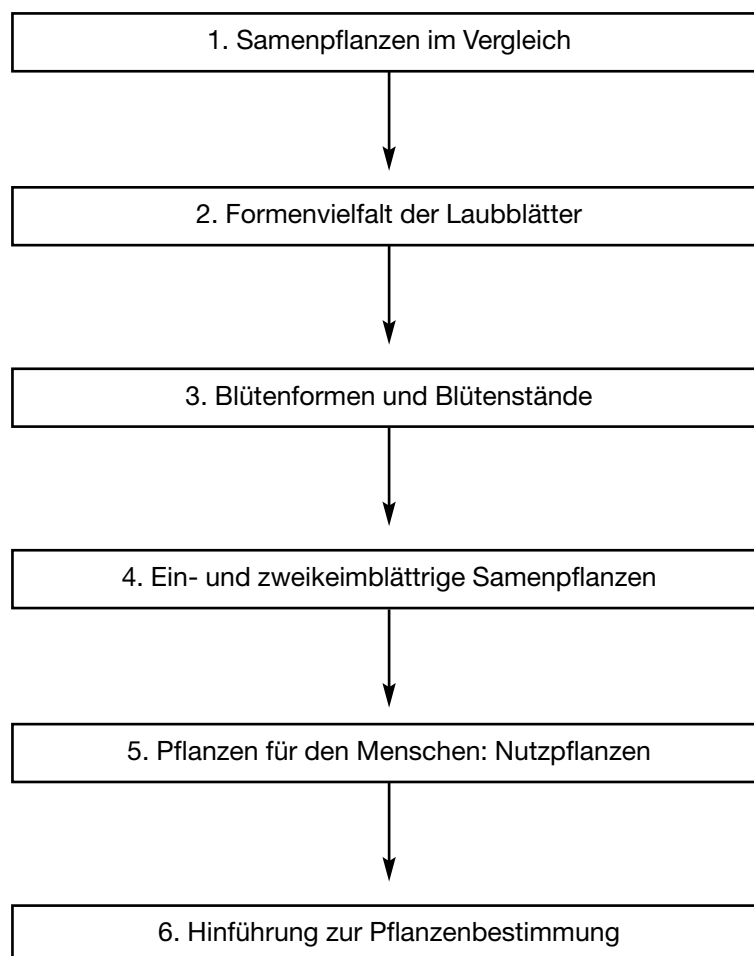 1. Samenpflanzen im Vergleich
2. Formenvielfalt der Laubblätter
3. Blütenformen und Blütenstände
4. Ein- und zweikeimblättrige Samenpflanzen
5. Pflanzen für den Menschen: Nutzpflanzen
6. Hinführung zur Pflanzenbestimmung